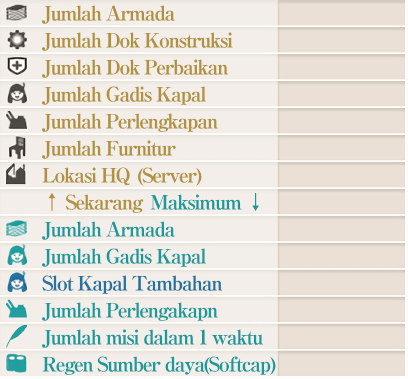 Jumlah Armada
Jumlah Dok Konstruksi
Jumlah Dok Perbaikan
Jumlah Gadis Kapal
Jumlah Perlengkapan
Jumlah Furnitur
Lokasi HQ (Server)
↑ Sekarang Maksimum ↓
Jumlah Armada
Jumlah Gadis Kapal
Slot Kapal Tambahan
Jumlah Perlengakapn
Jumlah misi dalam 1 waktu
Regen Sumber daya(Softcap)